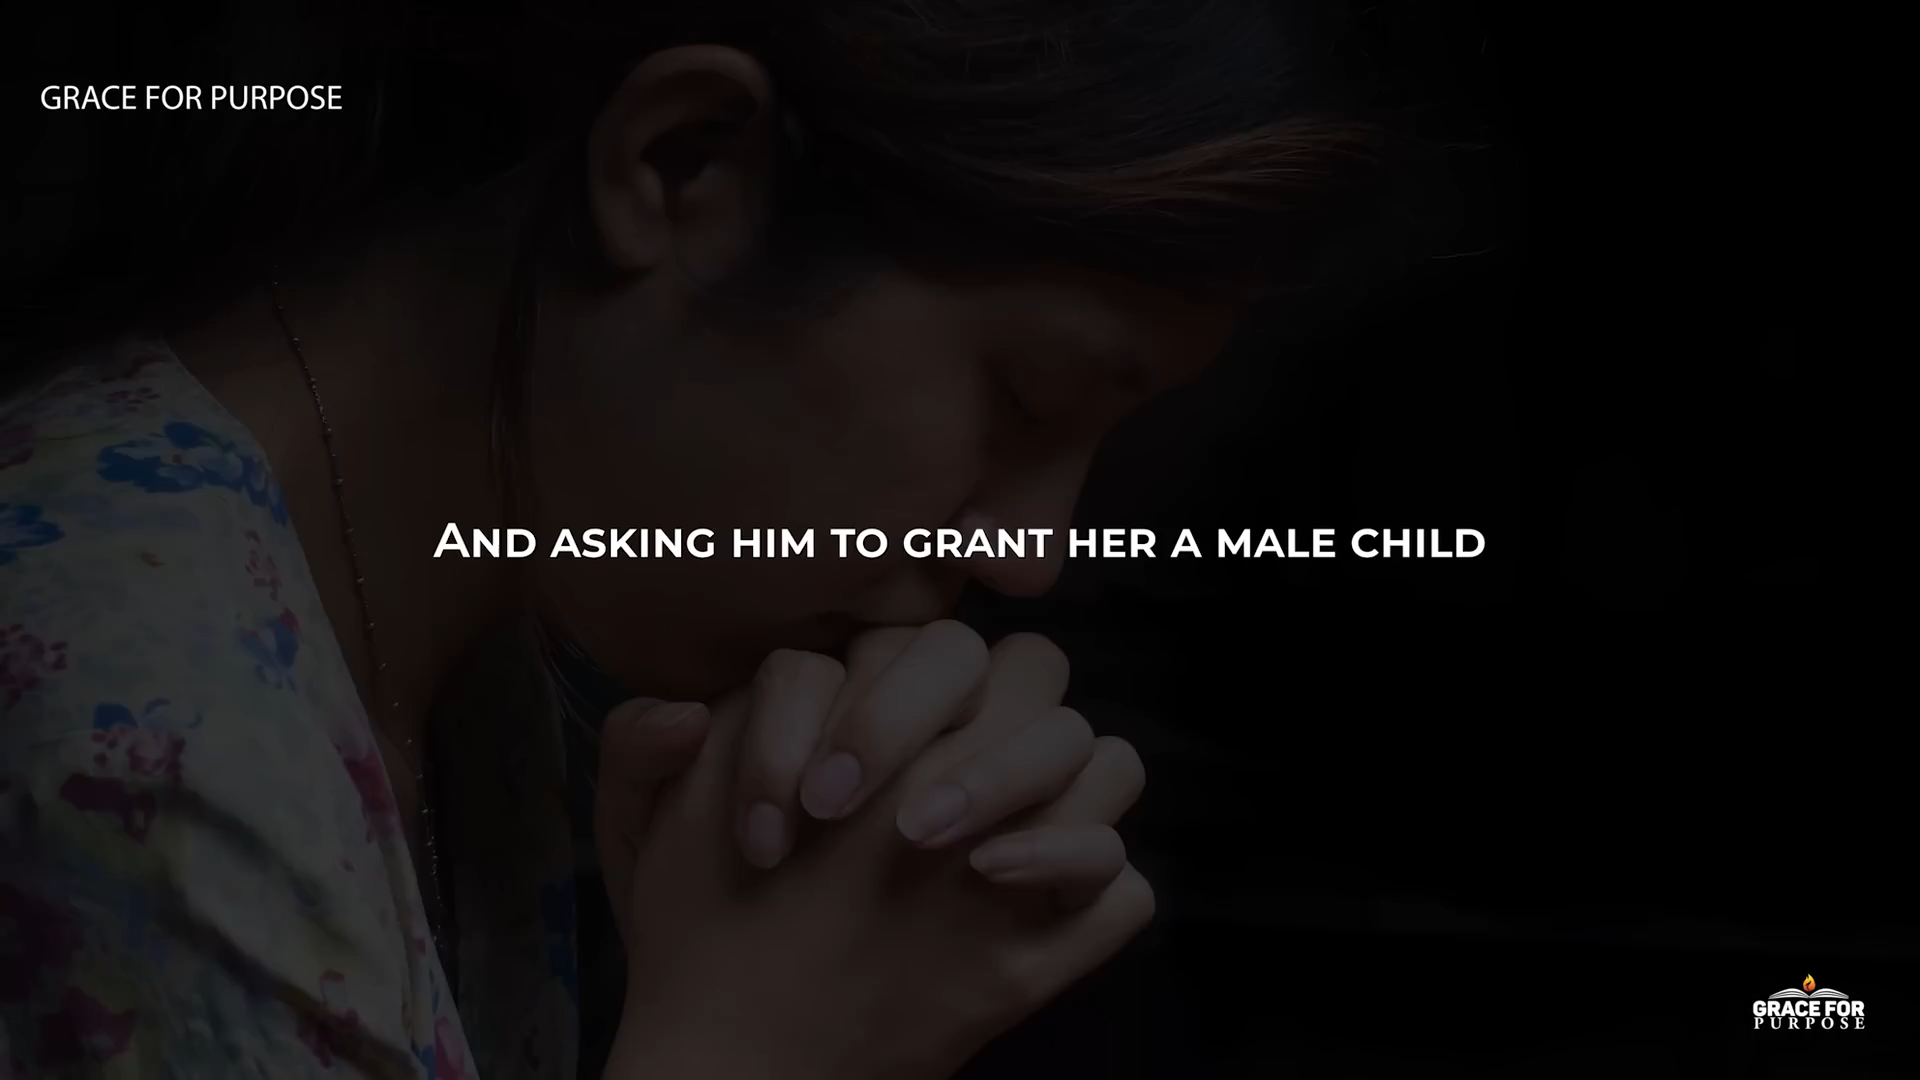 GRACE FOR PURPOSE
AND ASKING HIM TO GRANT HER A MALE CHILD
GRACE FOR
PURPOSE